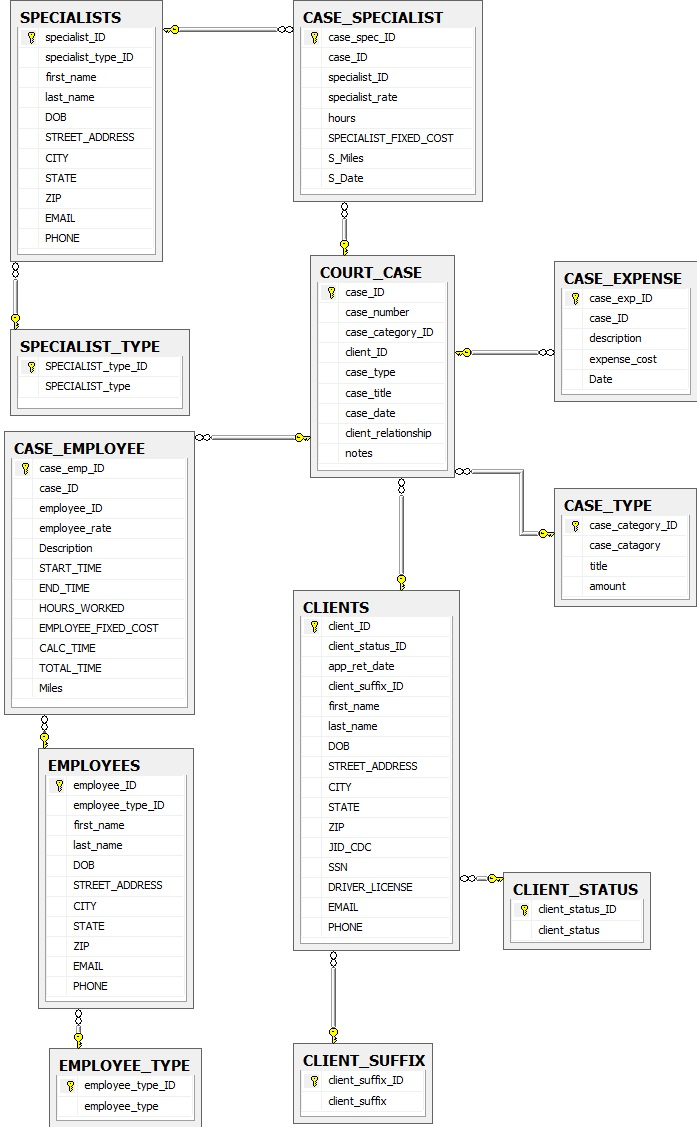 SPECIALISTS
specialist_ID
specialist_type_ID
first_name
last_name
DOB
STREET_ADDRESS
CITY
STATE
ZIP
EMAIL
PHONE
CASE_SPECIALIST
case_spec_ID
case_ID
specialist_ID
specialist_rate
hours
SPECIALIST_FIXED_COST
S_Miles
S_Date
COURT_CASE
case_ID
case_number
case_category_ID
client_ID
case_type
case_title
case_date
client_relationship
notes
CASE_EXPENSE
case_exp_ID
case_ID
description
expense_cost
Date
SPECIALIST_TYPE
SPECIALIST_type_ID
SPECIALIST_type
CASE_EMPLOYEE
case_emp_ID
case_ID
employee_ID
employee_rate
Description
START_TIME
END_TIME
HOURS_WORKED
EMPLOYEE_FIXED_COST
CALC_TIME
TOTAL_TIME
Miles
CASE_TYPE
case_category_ID
case_catagory
title
amount
CLIENTS
client_ID
client_status_ID
app_ret_date
client_suffix_ID
first_name
last_name
DOB
STREET_ADDRESS
CITY
STATE
ZIP
JID_CDC
SSN
DRIVER_LICENSE
EMAIL
PHONE
EMPLOYEES
employee_ID
employee_type_ID
first_name
last_name
DOB
STREET_ADDRESS
CITY
STATE
ZIP
EMAIL
PHONE
CLIENT_STATUS
client_status_ID
client_status
EMPLOYEE_TYPE
employee_type_ID
employee_type
CLIENT_SUFFIX
client_suffix_ID
client_suffix